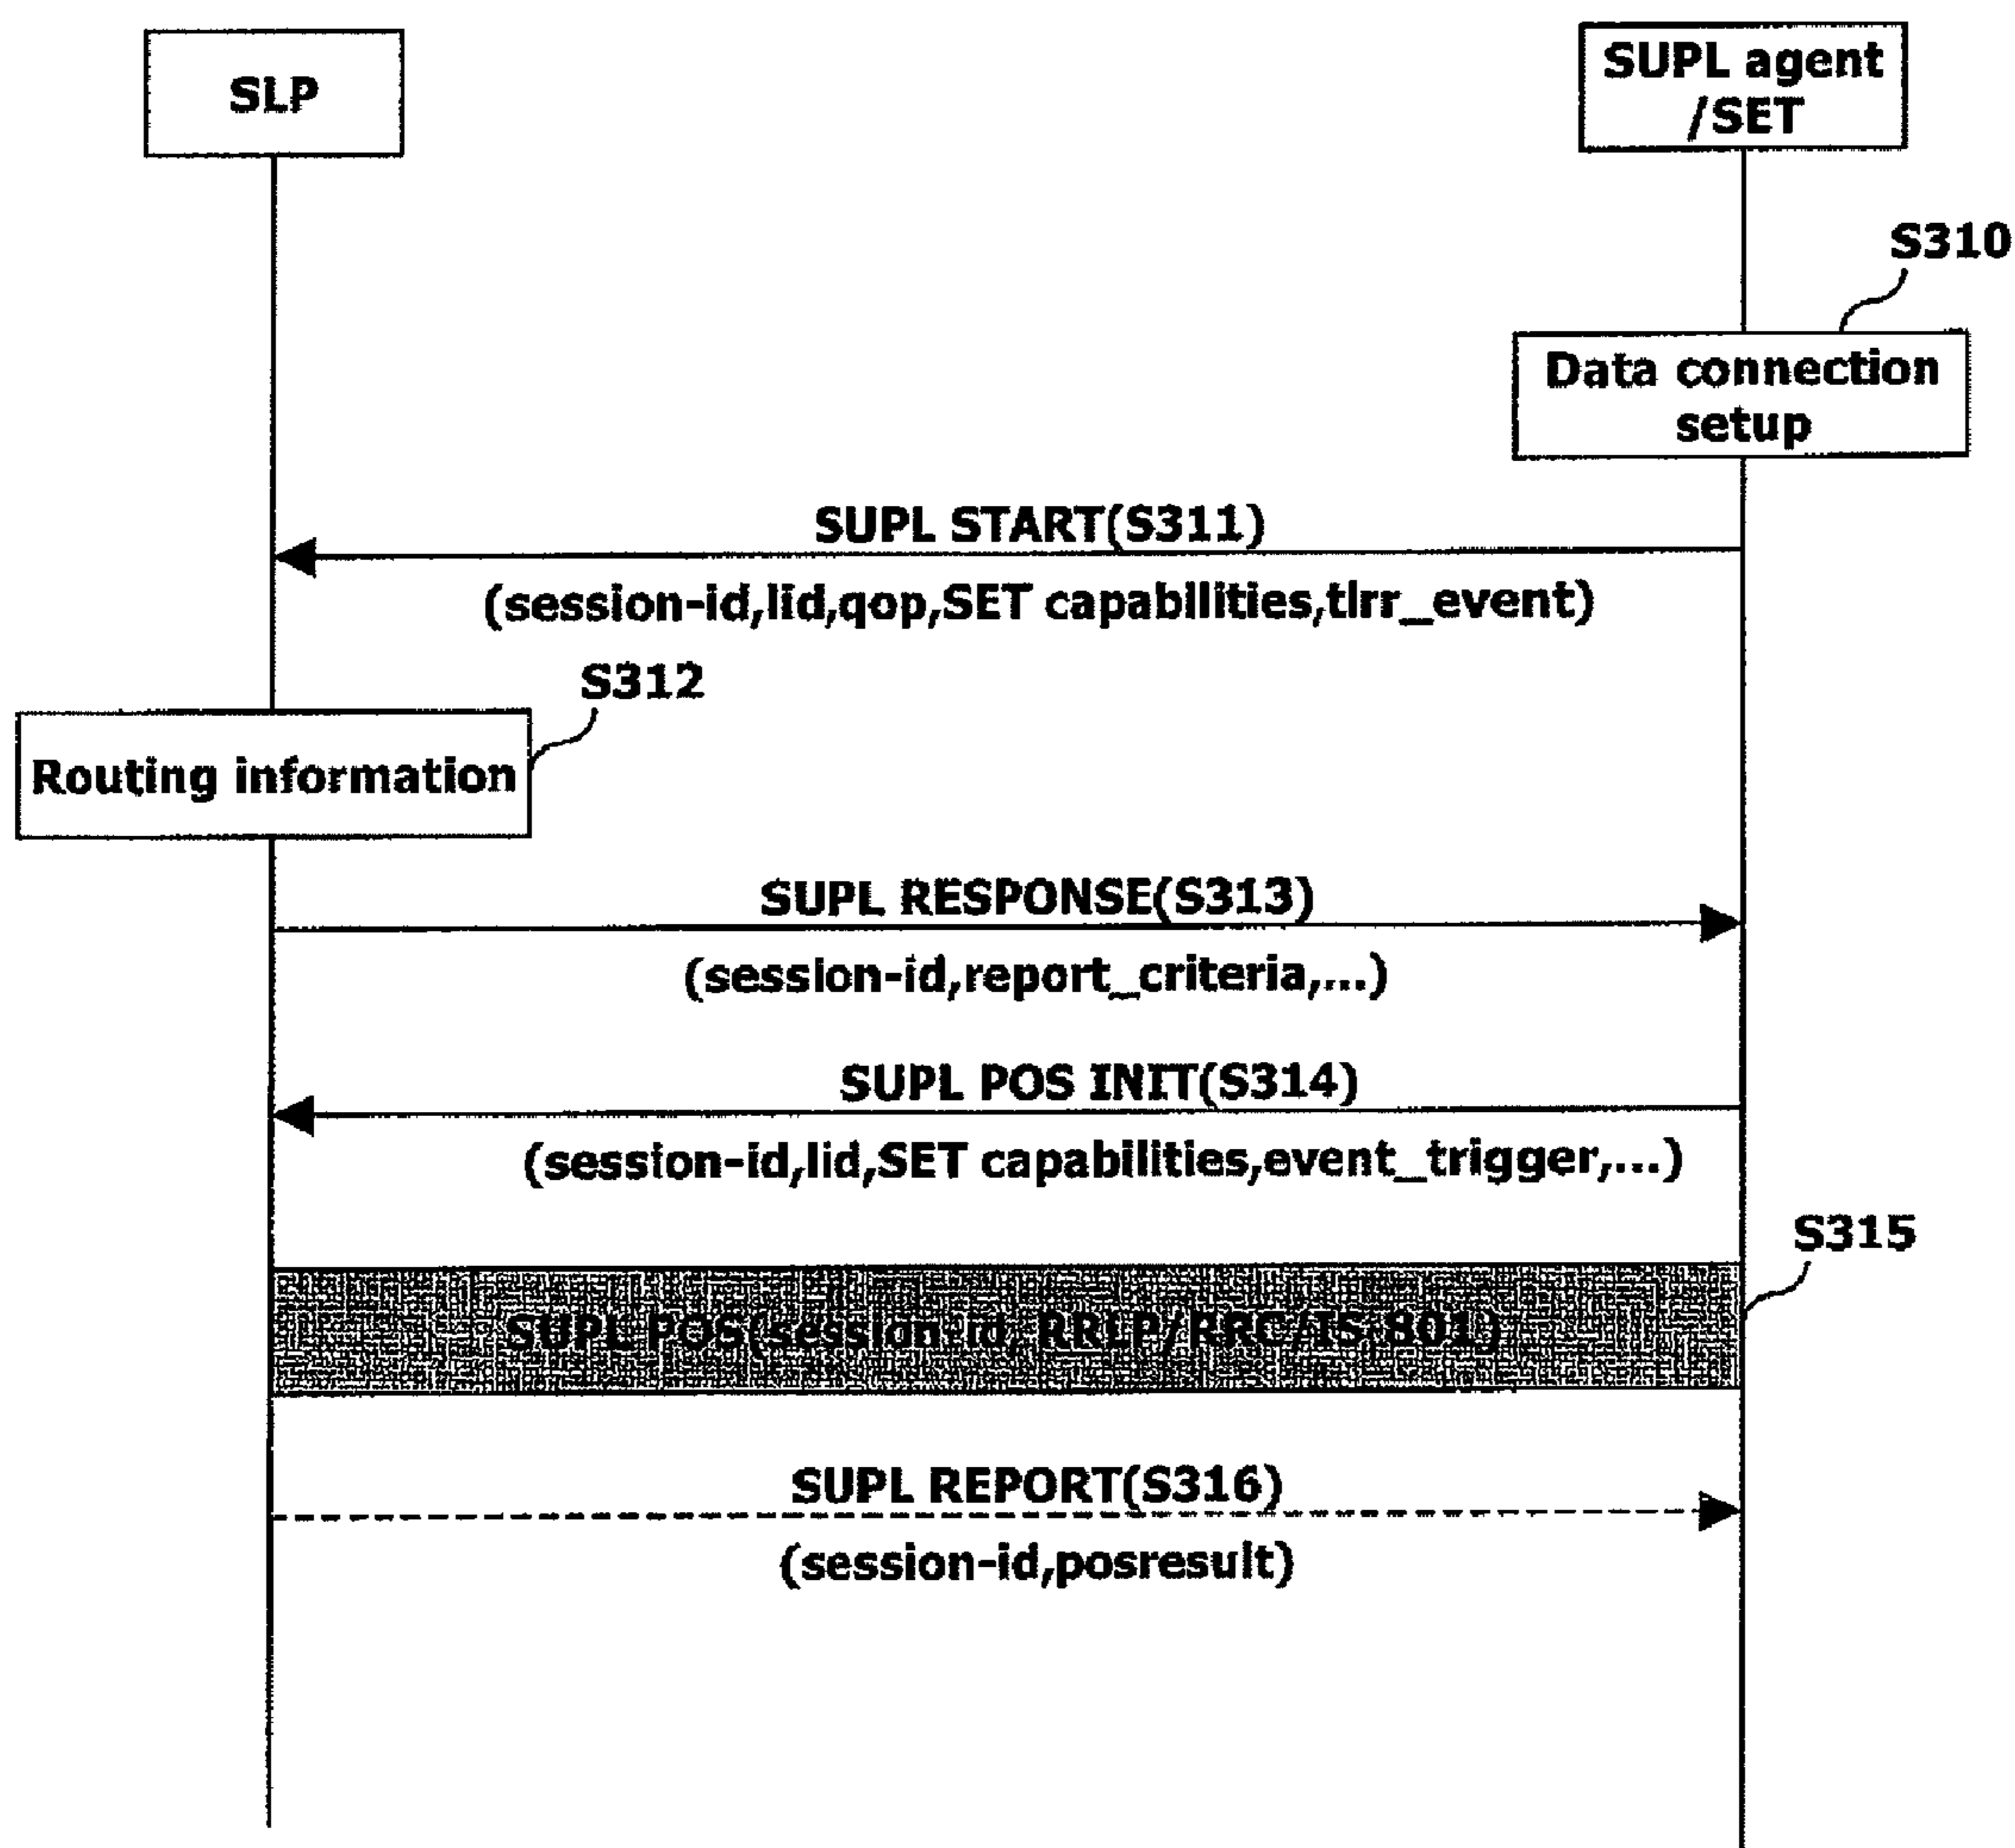 SLP
SUPL agent
/SET
S310
Data connection
setup
SUPL START(S311)
(session-id,lid,qop,SET capabilities,tlrr_event)
S312
Routing information
SUPL RESPONSE(S313)
(session-id,report_criteria,...)
SUPL POS INIT(S314)
(session-id,lid,SET capabilities,event_trigger,...)
S315
SUPL POS(session-id, RRLP/RRC/IS-801)
SUPL REPORT(S316)
(session-id,posresult)